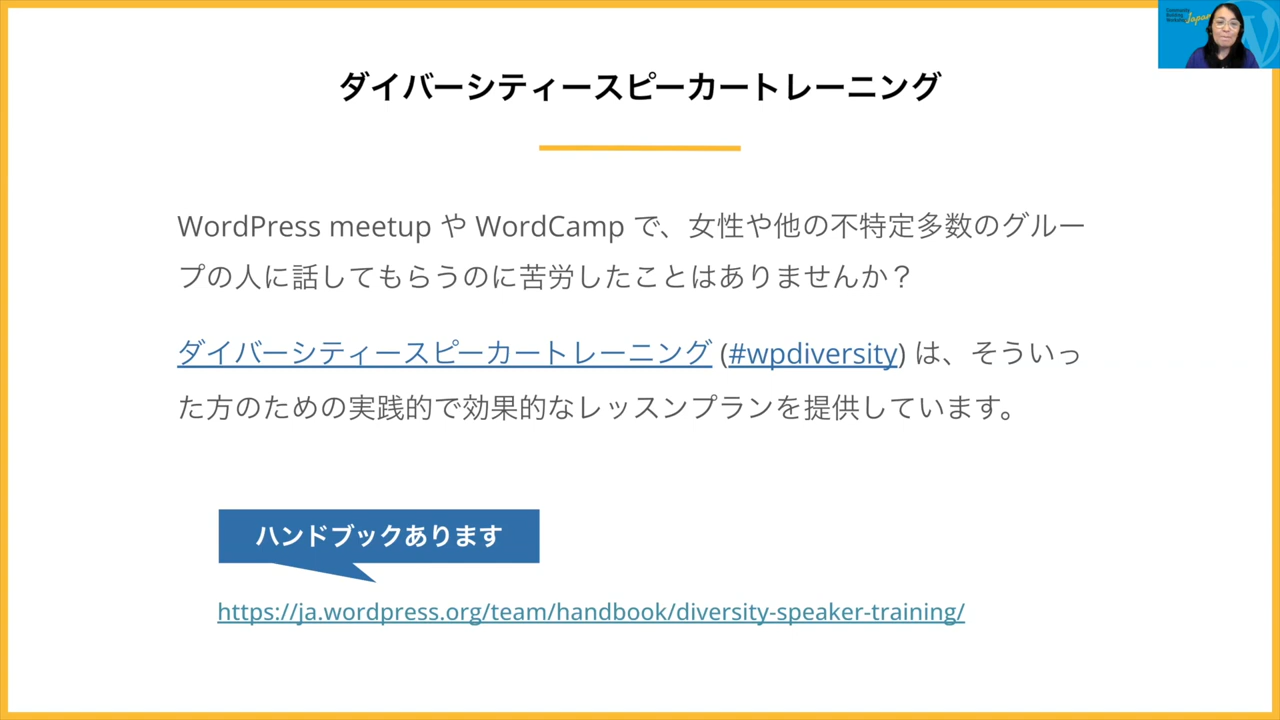 ダイバーシティースピーカートレーニング
WordPress meetup や WordCamp で、女性や他の不特定多数のグルー
プの人に話してもらうのに苦労したことはありませんか？
ダイバーシティースピーカートレーニング (#wpdiversity) は、そういっ
た方のための実践的で効果的なレッスンプランを提供しています。
ハンドブックあります
https://ja.wordpress.org/team/handbook/diversity-speaker-training/
Community
Building
Workshop
Japan